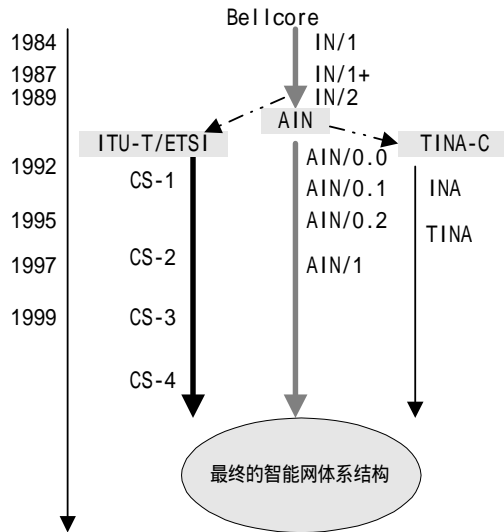 Bellcore
1984 IN/1
1987 IN/1+
1989 IN/2
AIN
ITU-T/ETSI TINA-C
1992 AIN/0.0
CS-1 AIN/0.1 INA
1995 AIN/0.2 TINA
1997 CS-2 AIN/1
1999 CS-3
CS-4
最终的智能网体系结构